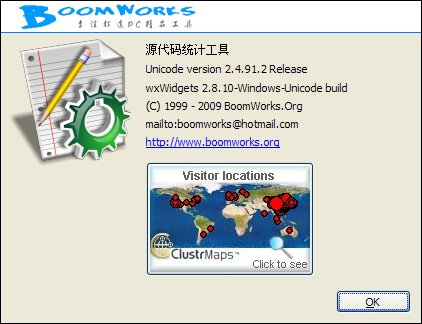 BoomWorks
专注打造PC精品工具
源代码统计工具
Unicode version 2.4.91.2 Release
wxWidgets 2.8.10-Windows-Unicode build
(C) 1999 - 2009 BoomWorks.Org
mailto:boomworks@hotmail.com
http://www.boomworks.org
Visitor locations
ClustrMaps™
Click to see
OK